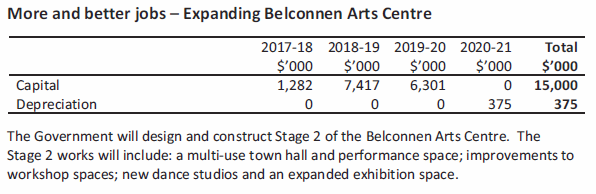 More and better jobs – Expanding Belconnen Arts Centre
2017-18 2018-19 2019-20 2020-21 Total
$’000 $’000 $’000 $’000 $’000
Capital 1,282 7,417 6,301 0 15,000
Depreciation 0 0 0 375 375
The Government will design and construct Stage 2 of the Belconnen Arts Centre. The
Stage 2 works will include: a multi-use town hall and performance space; improvements to
workshop spaces; new dance studios and an expanded exhibition space.